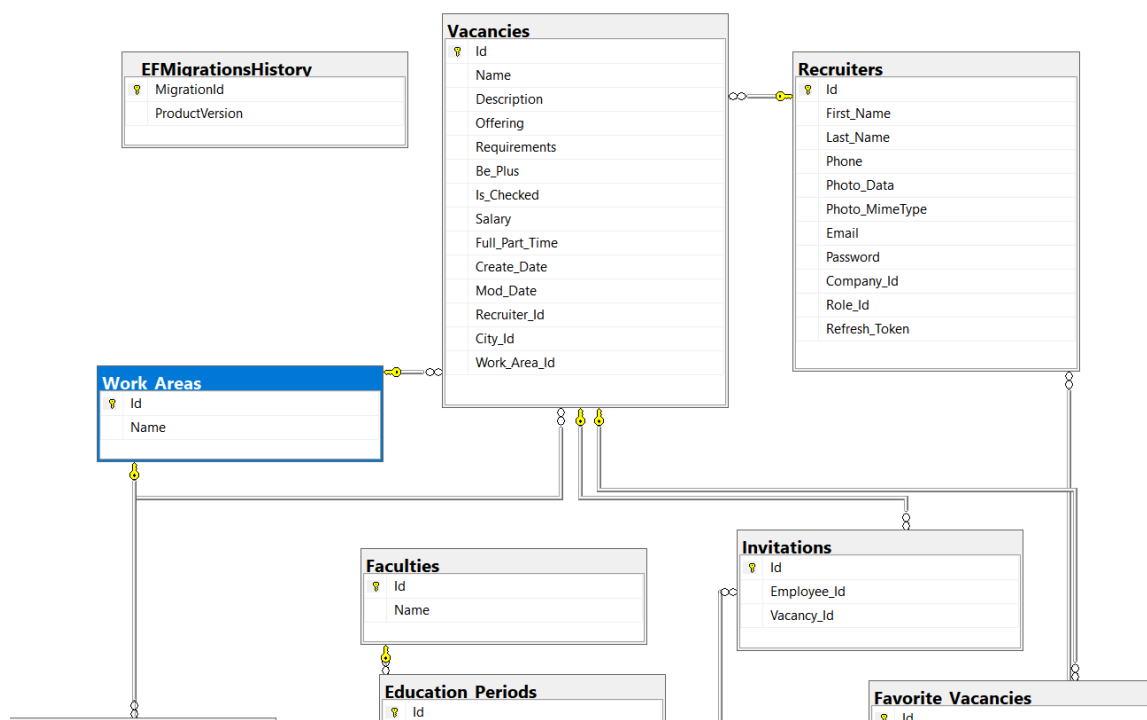 Vacancies
Id
Name
Description
Offering
Requirements
Be_Plus
Is_Checked
Salary
Full_Part_Time
Create_Date
Mod_Date
Recruiter_Id
City_Id
Work_Area_Id
EFMigrationsHistory
MigrationId
ProductVersion
Recruiters
Id
First_Name
Last_Name
Phone
Photo_Data
Photo_MimeType
Email
Password
Company_Id
Role_Id
Refresh_Token
Work_Areas
Id
Name
Faculties
Id
Name
Invitations
Id
Employee_Id
Vacancy_Id
Education_Periods
Id
Favorite_Vacancies
Id